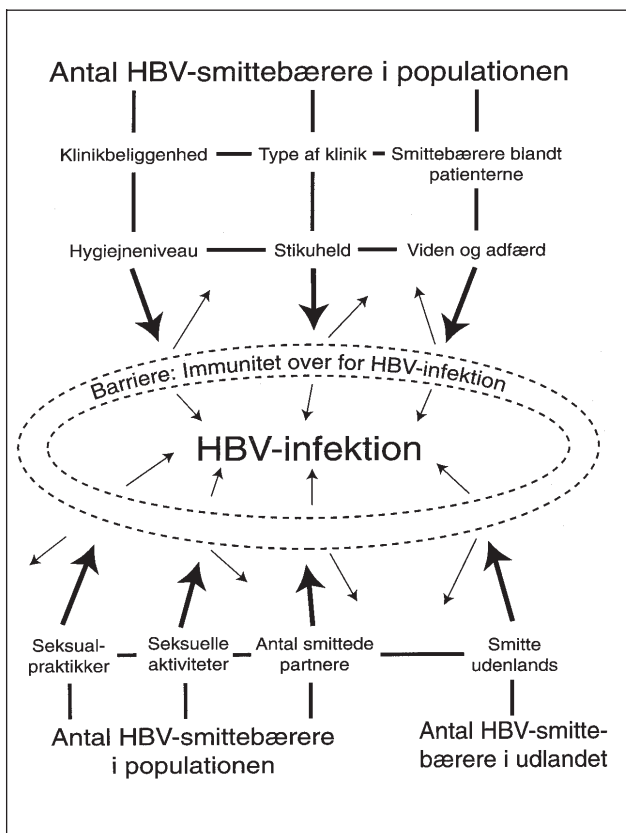 Antal HBV-smittebærere i populationen
Klinikbeliggenhed
Type af klinik
Smittebærere blandt
patienterne
Hygiejneniveau
Stikuheld
Viden og adfærd
Barriere: Immunitet over for HBV-infektion
HBV-infektion
Seksual-
praktikker
Seksuelle
aktiviteter
Antal smittede
partnere
Smitte
udenlands
Antal HBV-smittebærere
i populationen
Antal HBV-smitte-
bærere i udlandet